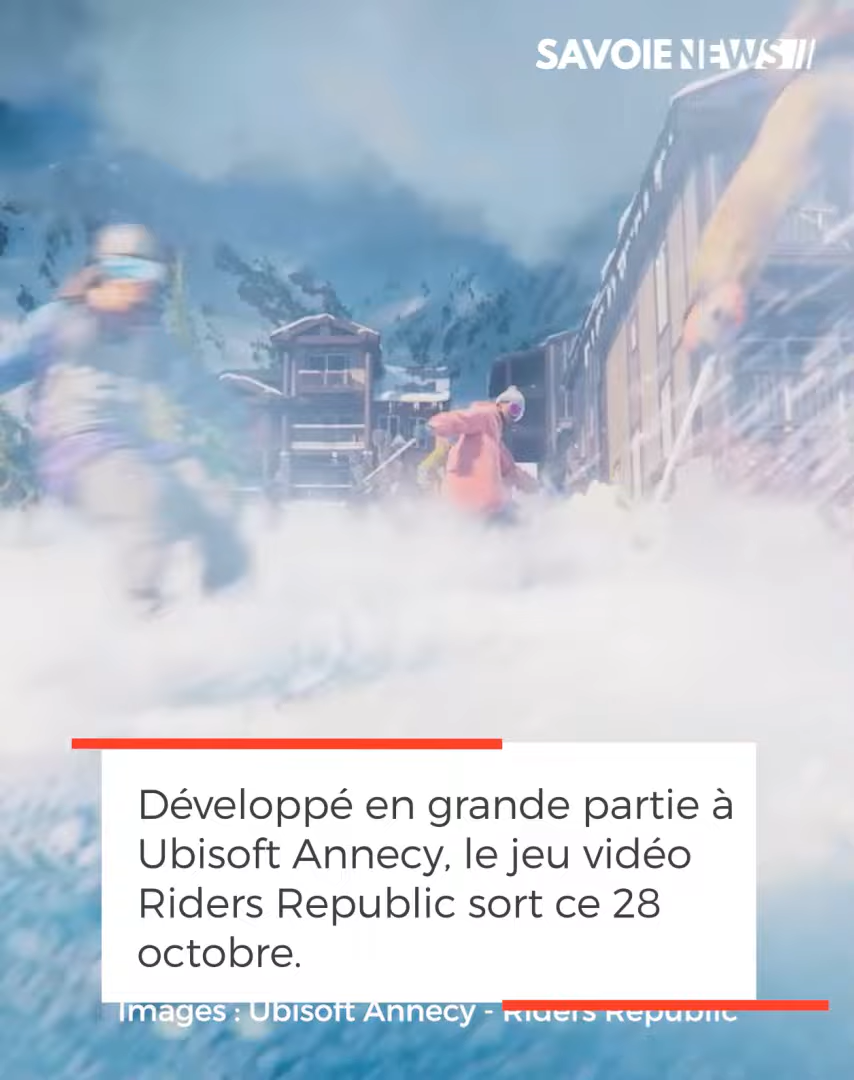 SAVOIE NEWS
Développé en grande partie à
Ubisoft Annecy, le jeu vidéo
Riders Republic sort ce 28
octobre.
Images : Ubisoft Annecy - Riders Republic